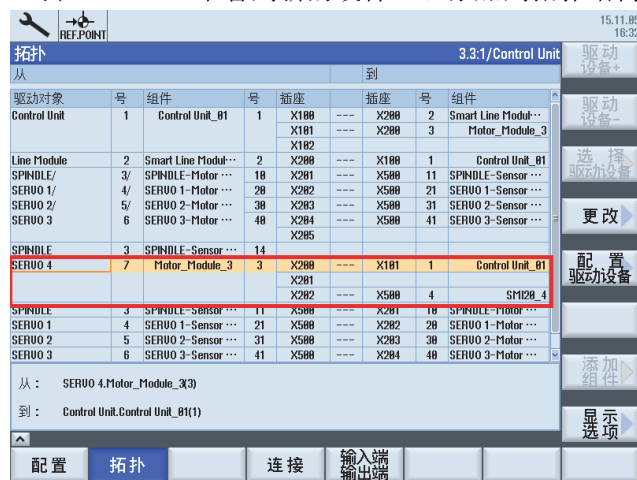 REF.POINT
15.11.09
16:32
拓扑 3.3:1/Control Unit
从 到
驱动对象 号 组件 号 插座 插座 号 组件
Control Unit 1 Control Unit_01 1 X100 --- X200 2 Smart Line Modul···
X101 --- X200 3 Motor_Module_3
X102
Line Module 2 Smart Line Modul··· 2 X200 --- X100 1 Control Unit_01
SPINDLE/ 3/ SPINDLE-Motor ··· 10 X201 --- X500 11 SPINDLE-Sensor ···
SERVO 1/ 4/ SERVO 1-Motor ··· 20 X202 --- X500 21 SERVO 1-Sensor ···
SERVO 2/ 5/ SERVO 2-Motor ··· 30 X203 --- X500 31 SERVO 2-Sensor ···
SERVO 3 6 SERVO 3-Motor ··· 40 X204 --- X500 41 SERVO 3-Sensor ···
X205
SPINDLE 3 SPINDLE-Sensor ··· 14
SERVO 4 7 Motor_Module_3 3 X200 --- X101 1 Control Unit_01
X201
X202 --- X500 4 SMI20_4
SPINDLE 3 SPINDLE-Sensor ··· 11 X500 --- X201 10 SPINDLE-Motor ···
SERVO 1 4 SERVO 1-Sensor ··· 21 X500 --- X202 20 SERVO 1-Motor ···
SERVO 2 5 SERVO 2-Sensor ··· 31 X500 --- X203 30 SERVO 2-Motor ···
SERVO 3 6 SERVO 3-Sensor ··· 41 X500 --- X204 40 SERVO 3-Motor ···
从: SERVO 4.Motor_Module_3(3)
到: Control Unit.Control Unit_01(1)
驱动
设备+
驱动
设备-
选 择
驱动设备
更改
配 置
驱动设备
添加
组件
显示
选项
配置 拓扑 连接 输入端
输出端